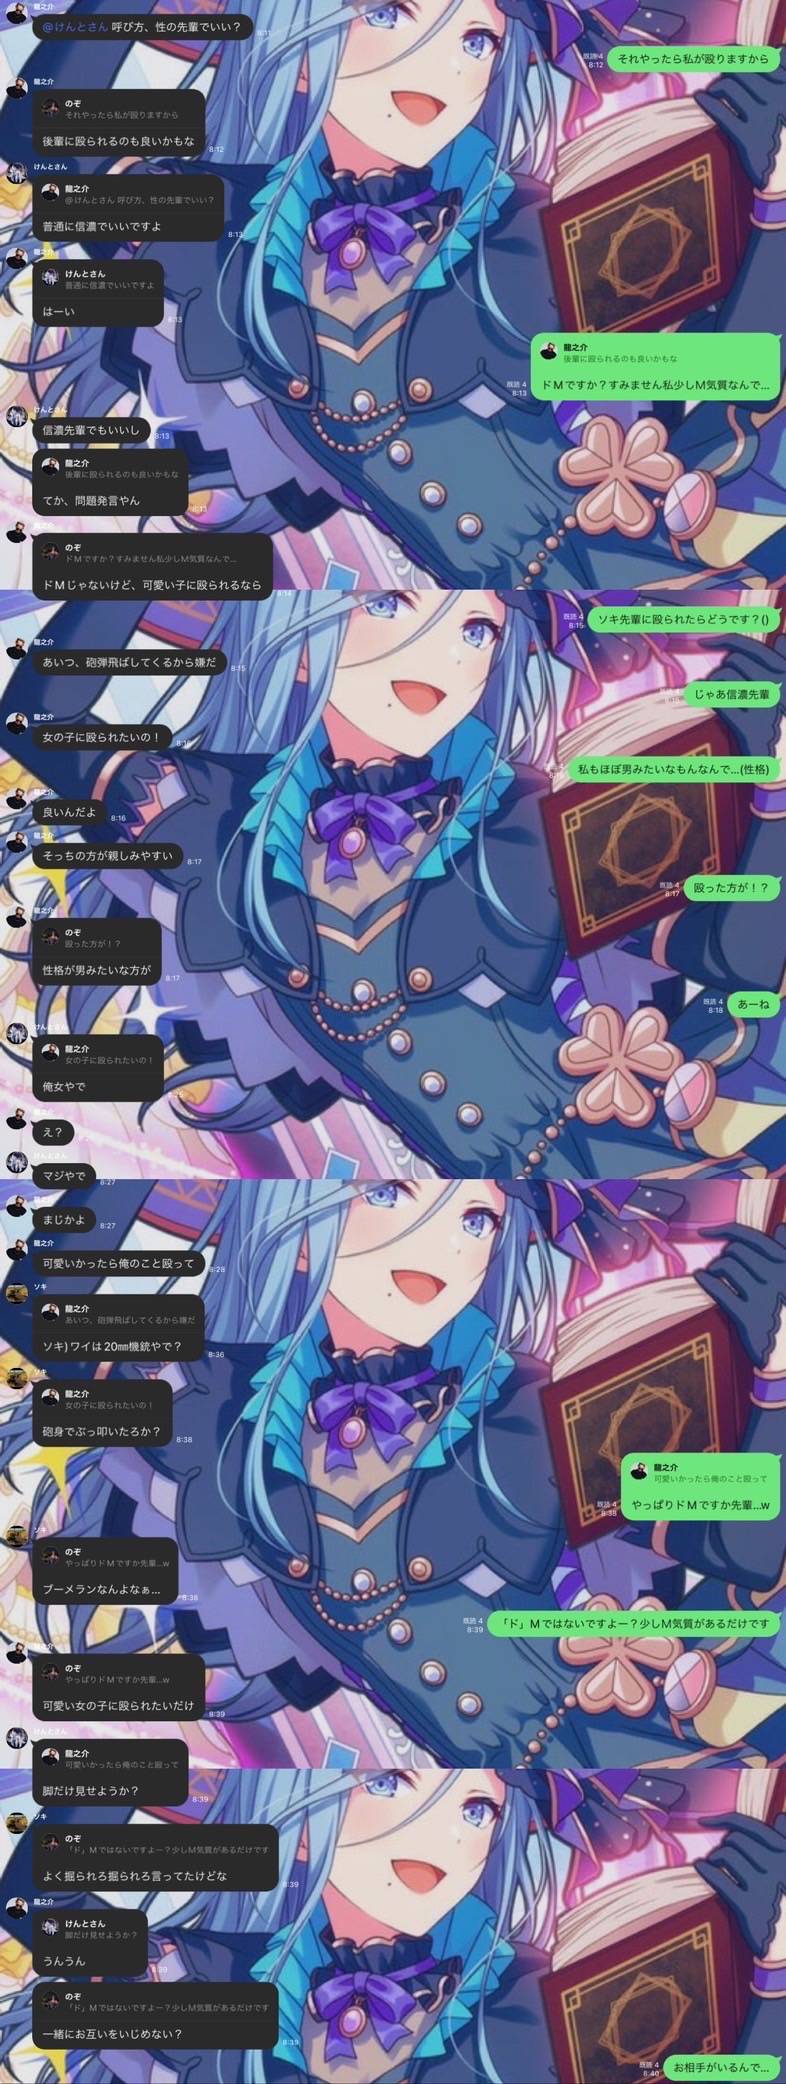 龍之介
@けんとさん 呼び方、性の先輩でいい？
8:11
既読 4
8:12
それやったら私が殴りますから
龍之介
のぞ
それやったら私が殴りますから
後輩に殴られるのも良いかもな
8:12
けんとさん
龍之介
@けんとさん 呼び方、性の先輩でいい？
普通に信濃でいいですよ
8:13
龍之介
けんとさん
普通に信濃でいいですよ
はーい
8:13
龍之介
後輩に殴られるのも良いかもな
ドMですか？すみません私少しM気質なんで…
既読 4
8:13
けんとさん
信濃先輩でもいいし
8:13
龍之介
後輩に殴られるのも良いかもな
てか、問題発言やん
8:13
龍之介
のぞ
ドMですか？すみません私少しM気質なんで…
ドMじゃないけど、可愛い子に殴られるなら
8:14
既読 4
8:15
ソキ先輩に殴られたらどうです？()
龍之介
あいつ、砲弾飛ばしてくるから嫌だ
8:15
じゃあ信濃先輩
龍之介
女の子に殴られたいの！
8:16
私もほぼ男みたいなもんなんで…(性格)
龍之介
良いんだよ
8:16
龍之介
そっちの方が親しみやすい
8:17
既読 4
8:17
殴った方が！？
龍之介
のぞ
殴った方が！？
性格が男みたいな方が
8:17
既読 4
8:18
あーね
けんとさん
龍之介
女の子に殴られたいの！
俺女やで
龍之介
え？
けんとさん
マジやで
8:27
龍之介
まじかよ
8:27
龍之介
可愛いかったら俺のこと殴って
8:28
ソキ
龍之介
あいつ、砲弾飛ばしてくるから嫌だ
ソキ)ワイは20㎜機銃やで？
8:36
ソキ
龍之介
女の子に殴られたいの！
砲身でぶっ叩いたろか？
8:38
龍之介
可愛いかったら俺のこと殴って
やっぱりドMですか先輩…w
既読 4
8:38
ソキ
のぞ
やっぱりドMですか先輩…w
ブーメランなんよなぁ…
8:38
既読 4
8:39
「ド」Mではないですよー？少しM気質があるだけです
龍之介
のぞ
やっぱりドMですか先輩…w
可愛い女の子に殴られたいだけ
8:39
けんとさん
龍之介
可愛いかったら俺のこと殴って
脚だけ見せようか？
8:39
ソキ
のぞ
「ド」Mではないですよー？少しM気質があるだけです
よく掘られろ掘られろ言ってたけどな
8:39
龍之介
けんとさん
脚だけ見せようか？
うんうん
8:39
のぞ
「ド」Mではないですよー？少しM気質があるだけです
一緒にお互いをいじめない？
8:39
既読 4
8:40
お相手がいるんで…